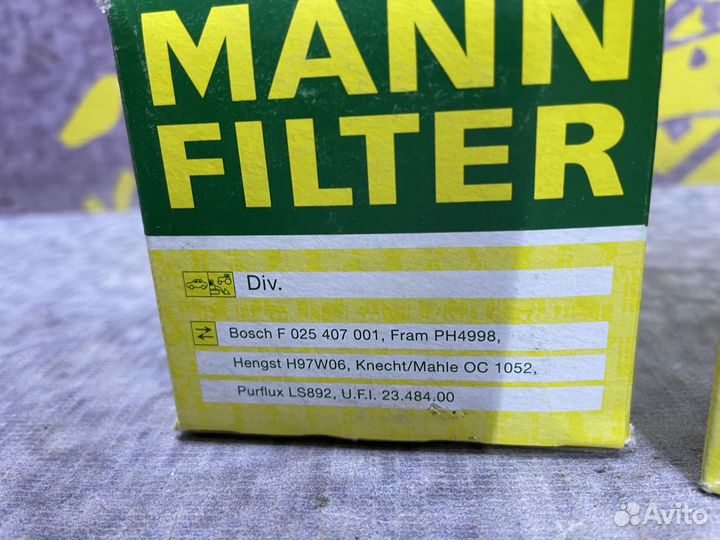 MANN
FILTER
Div.
Bosch F 025 407 001, Fram PH4998,
Hengst H97W06, Knecht/Mahle OC 1052,
Purflux LS892, U.F.I. 23.484.00
Avito